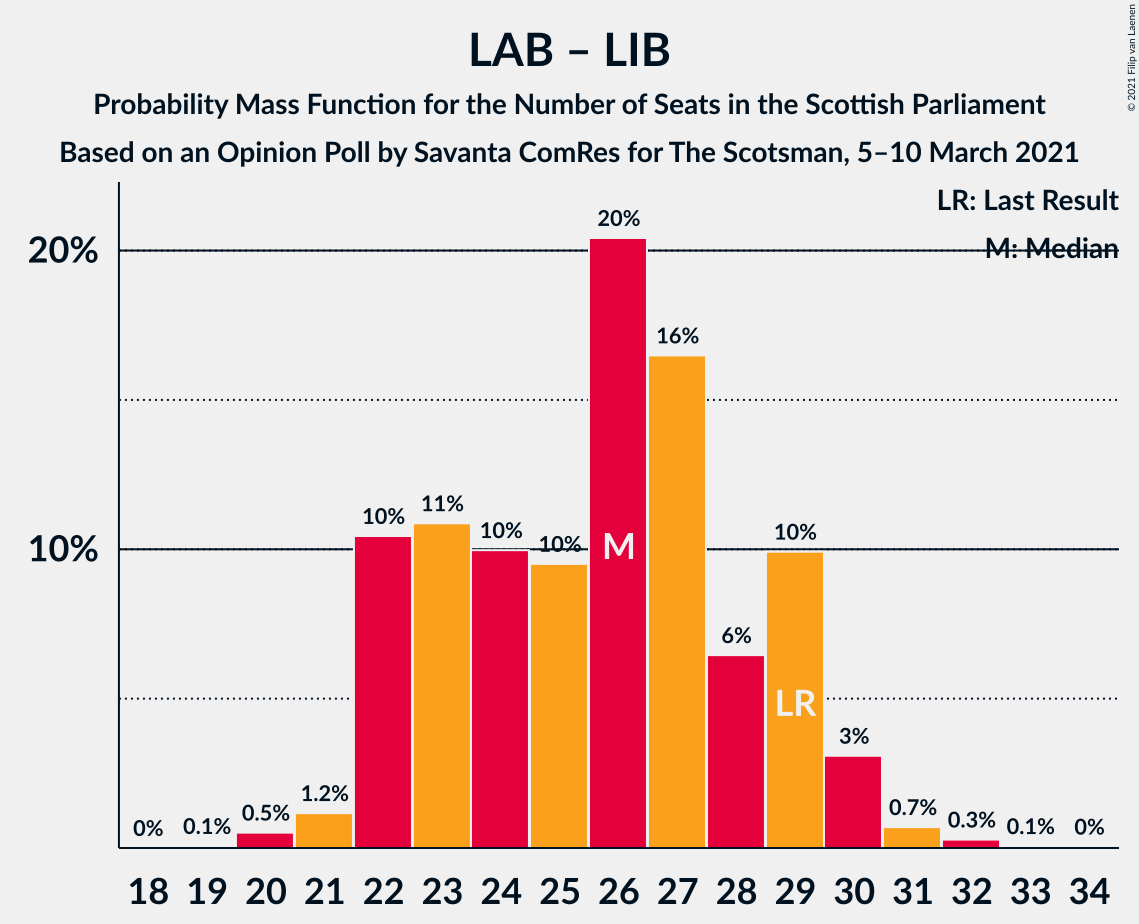 LAB – LIB
Probability Mass Function for the Number of Seats in the Scottish Parliament
Based on an Opinion Poll by Savanta ComRes for The Scotsman, 5–10 March 2021
© 2021 Filip van Laenen
LR: Last Result
M: Median
20%
10%
0%
0.1%
0.5%
1.2%
10%
11%
10%
10%
20%
16%
6%
10%
3%
0.7%
0.3%
0.1%
0%
M
LR
18 19 20 21 22 23 24 25 26 27 28 29 30 31 32 33 34